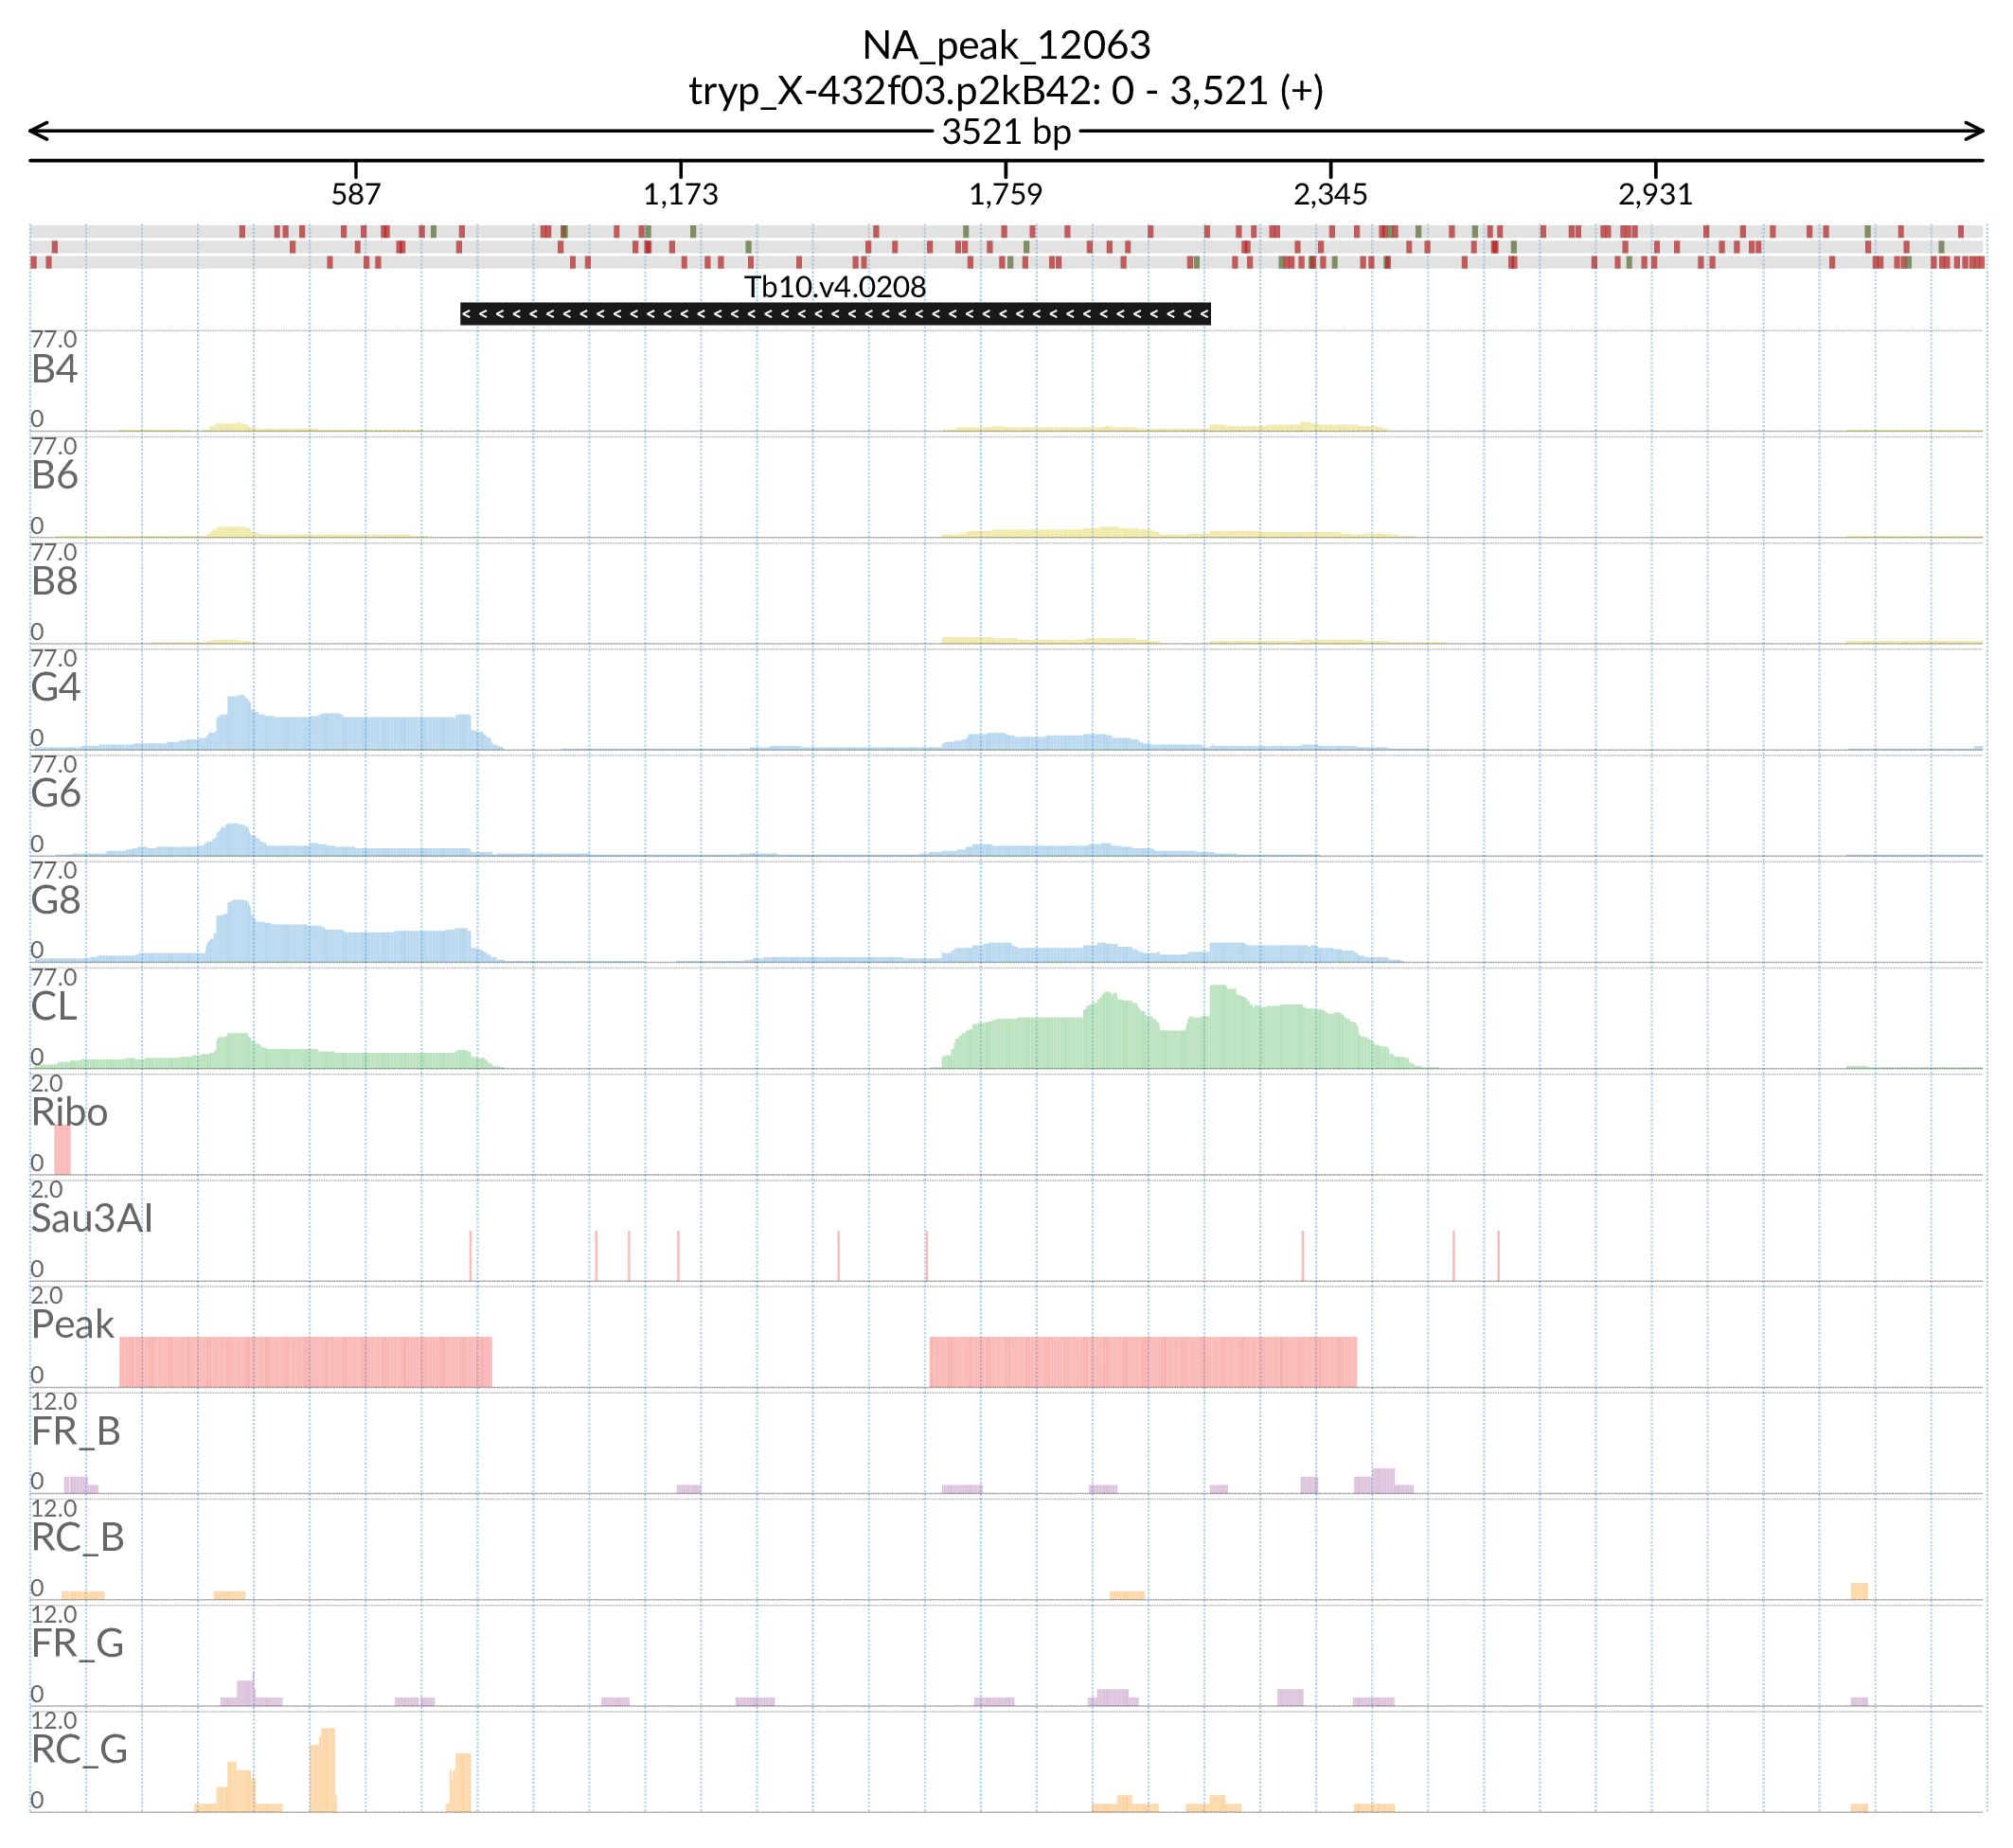 NA_peak_12063
tryp_X-432f03.p2kB42: 0 - 3,521 (+)
3521 bp
587 1,173 1,759 2,345 2,931
Tb10.v4.0208
77.0
B4
0
77.0
B6
0
77.0
B8
0
77.0
G4
0
77.0
G6
0
77.0
G8
0
77.0
CL
0
2.0
Ribo
0
2.0
Sau3AI
0
2.0
Peak
0
12.0
FR_B
0
12.0
RC_B
0
12.0
FR_G
0
12.0
RC_G
0